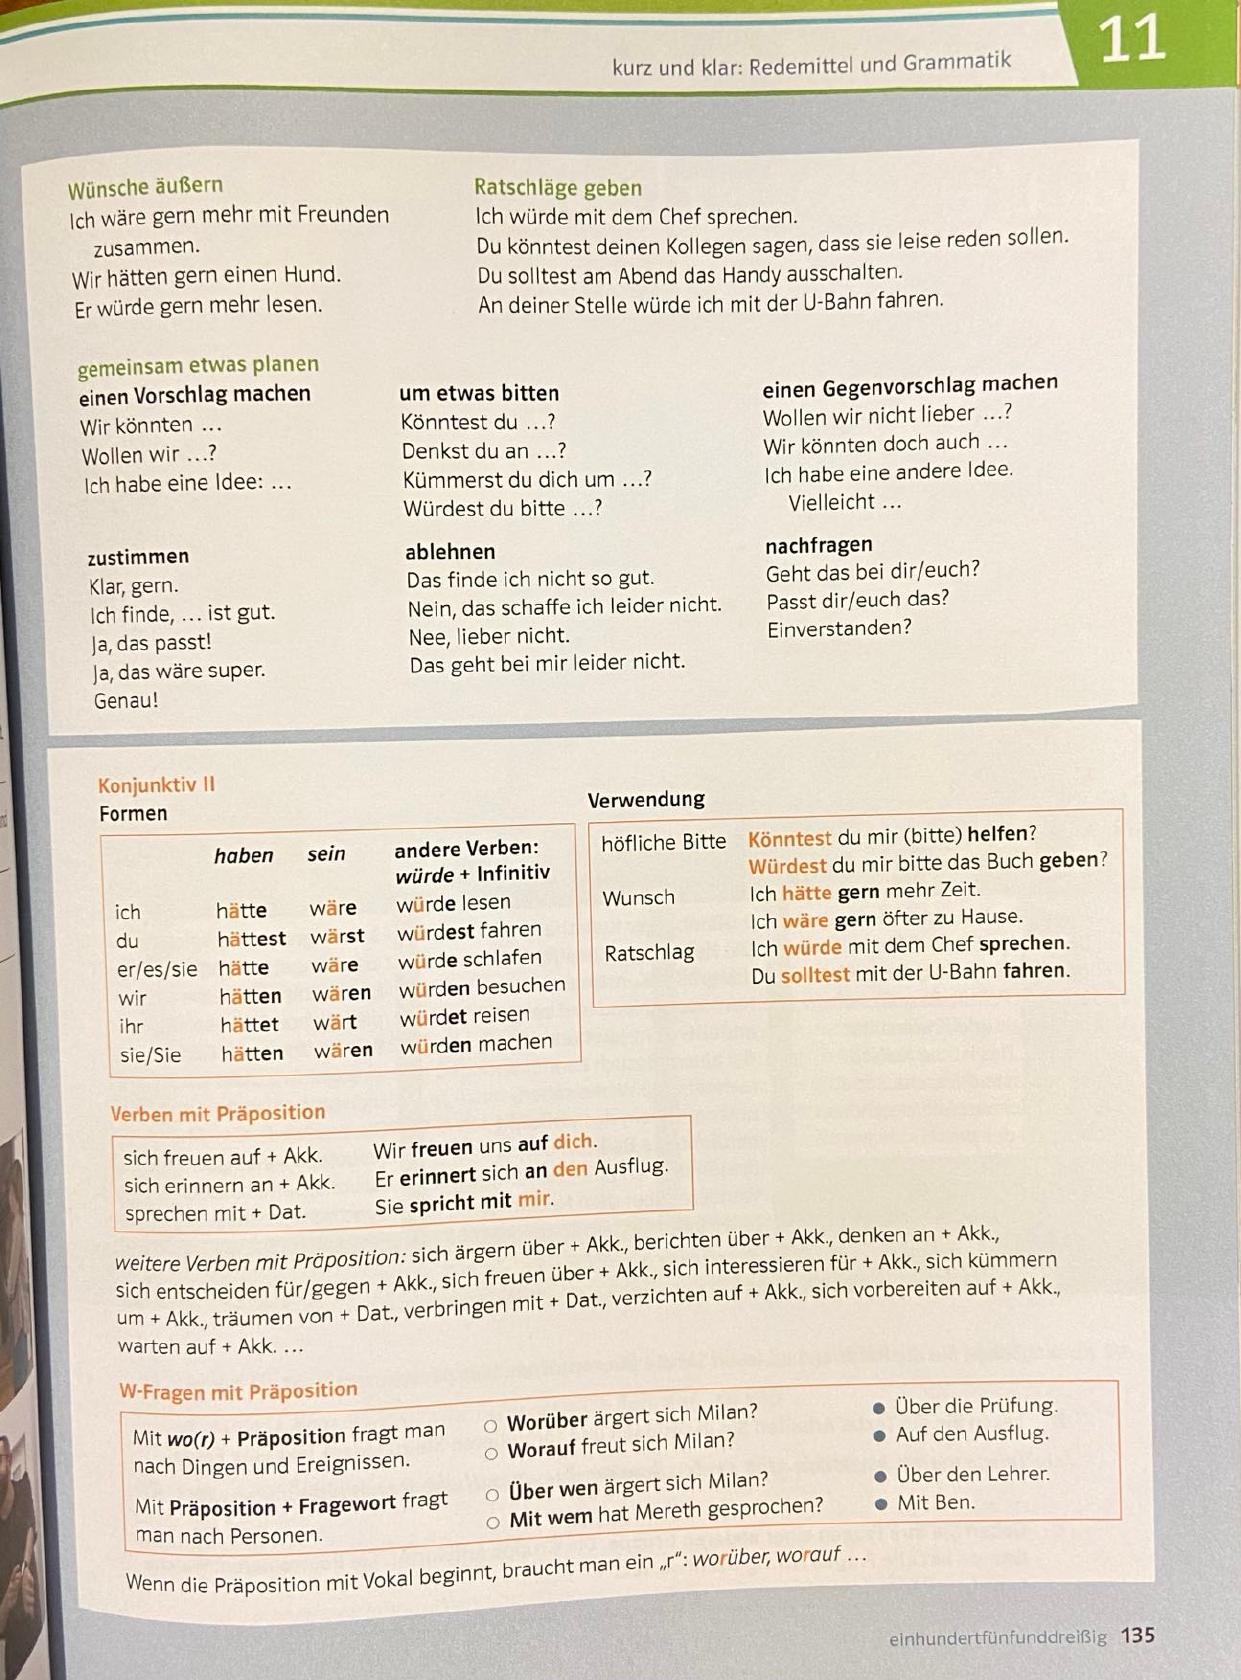 kurz und klar: Redemittel und Grammatik
11
Wünsche äußern
Ich wäre gern mehr mit Freunden
zusammen.
Wir hätten gern einen Hund.
Er würde gern mehr lesen.
Ratschläge geben
Ich würde mit dem Chef sprechen.
Du könntest deinen Kollegen sagen, dass sie leise reden sollen.
Du solltest am Abend das Handy ausschalten.
An deiner Stelle würde ich mit der U-Bahn fahren.
gemeinsam etwas planen
einen Vorschlag machen
Wir könnten ...
Wollen wir ...?
Ich habe eine Idee: ...
um etwas bitten
Könntest du ...?
Denkst du an ...?
Kümmerst du dich um ...?
Würdest du bitte ...?
einen Gegenvorschlag machen
Wollen wir nicht lieber ...?
Wir könnten doch auch ...
Ich habe eine andere Idee.
Vielleicht ...
zustimmen
Klar, gern.
Ich finde, ... ist gut.
Ja, das passt!
Ja, das wäre super.
Genau!
ablehnen
Das finde ich nicht so gut.
Nein, das schaffe ich leider nicht.
Nee, lieber nicht.
Das geht bei mir leider nicht.
nachfragen
Geht das bei dir/euch?
Passt dir/euch das?
Einverstanden?
Konjunktiv II
Formen
haben sein andere Verben:
würde + Infinitiv
ich hätte wäre würde lesen
du hättest wärst würdest fahren
er/es/sie hätte wäre würde schlafen
wir hätten wären würden besuchen
ihr hättet wärt würdet reisen
sie/Sie hätten wären würden machen
Verwendung
höfliche Bitte Könntest du mir (bitte) helfen?
Würdest du mir bitte das Buch geben?
Wunsch Ich hätte gern mehr Zeit.
Ich wäre gern öfter zu Hause.
Ratschlag Ich würde mit dem Chef sprechen.
Du solltest mit der U-Bahn fahren.
Verben mit Präposition
sich freuen auf + Akk. Wir freuen uns auf dich.
sich erinnern an + Akk. Er erinnert sich an den Ausflug.
sprechen mit + Dat. Sie spricht mit mir.
weitere Verben mit Präposition: sich ärgern über + Akk., berichten über + Akk., denken an + Akk.,
sich entscheiden für/gegen + Akk., sich freuen über + Akk., sich interessieren für + Akk., sich kümmern
um + Akk., träumen von + Dat., verbringen mit + Dat., verzichten auf + Akk., sich vorbereiten auf + Akk.,
warten auf + Akk. ...
W-Fragen mit Präposition
Mit wo(r) + Präposition fragt man
nach Dingen und Ereignissen.
○ Worüber ärgert sich Milan? ● Über die Prüfung.
○ Worauf freut sich Milan? ● Auf den Ausflug.
Mit Präposition + Fragewort fragt
man nach Personen.
○ Über wen ärgert sich Milan? ● Über den Lehrer.
○ Mit wem hat Mereth gesprochen? ● Mit Ben.
Wenn die Präposition mit Vokal beginnt, braucht man ein „r“: worüber, worauf ...
einhundertfünfunddreißig 135